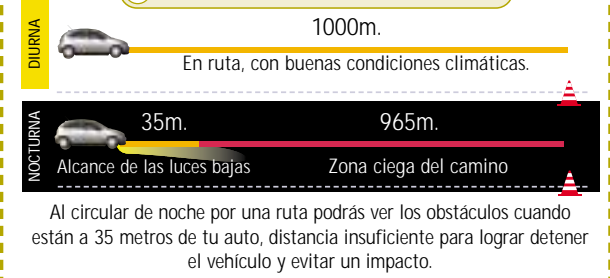 DIURNA
1000m.
En ruta, con buenas condiciones climáticas.
NOCTURNA
35m.
965m.
Alcance de las luces bajas
Zona ciega del camino
Al circular de noche por una ruta podrás ver los obstáculos cuando
están a 35 metros de tu auto, distancia insuficiente para lograr detener
el vehículo y evitar un impacto.